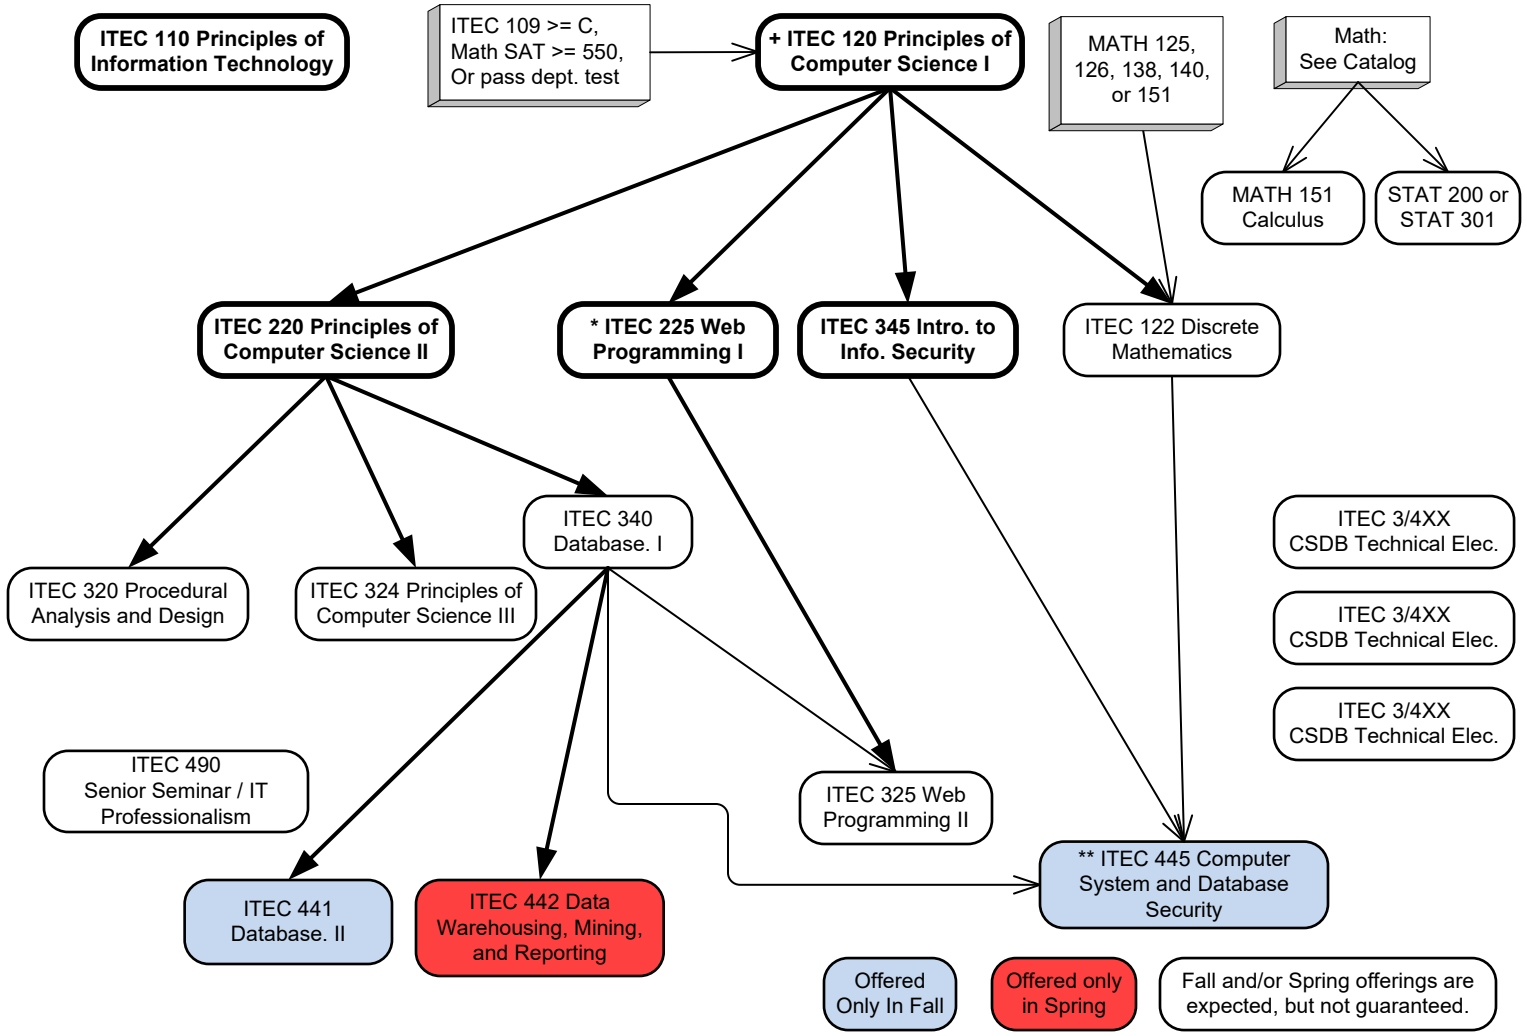 ITEC 110 Principles of
Information Technology
ITEC 109 >= C,
Math SAT >= 550,
Or pass dept. test
+ ITEC 120 Principles of
Computer Science I
MATH 125,
126, 138, 140,
or 151
Math:
See Catalog
MATH 151
Calculus
STAT 200 or
STAT 301
ITEC 220 Principles of
Computer Science II
* ITEC 225 Web
Programming I
ITEC 345 Intro. to
Info. Security
ITEC 122 Discrete
Mathematics
ITEC 340
Database. I
ITEC 3/4XX
CSDB Technical Elec.
ITEC 320 Procedural
Analysis and Design
ITEC 324 Principles of
Computer Science III
ITEC 3/4XX
CSDB Technical Elec.
ITEC 3/4XX
CSDB Technical Elec.
ITEC 490
Senior Seminar / IT
Professionalism
ITEC 325 Web
Programming II
** ITEC 445 Computer
System and Database
Security
ITEC 441
Database. II
ITEC 442 Data
Warehousing, Mining,
and Reporting
Offered
Only In Fall
Offered only
in Spring
Fall and/or Spring offerings are
expected, but not guaranteed.